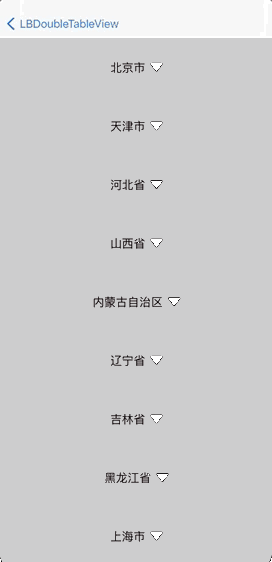 LBDoubleTableView
北京市
天津市
河北省
山西省
内蒙古自治区
辽宁省
吉林省
黑龙江省
上海市